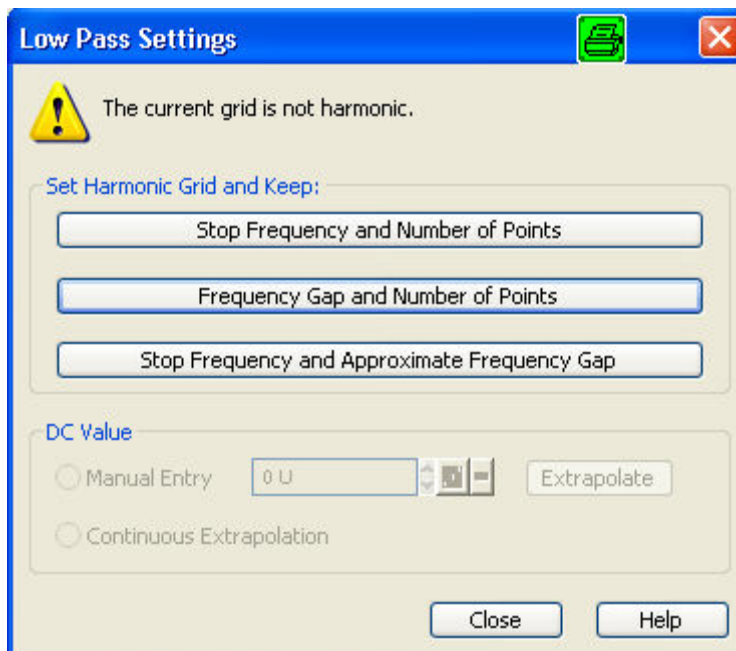 Low Pass Settings
The current grid is not harmonic.
Set Harmonic Grid and Keep:
Stop Frequency and Number of Points
Frequency Gap and Number of Points
Stop Frequency and Approximate Frequency Gap
DC Value
Manual Entry 0 U Extrapolate
Continuous Extrapolation
Close Help